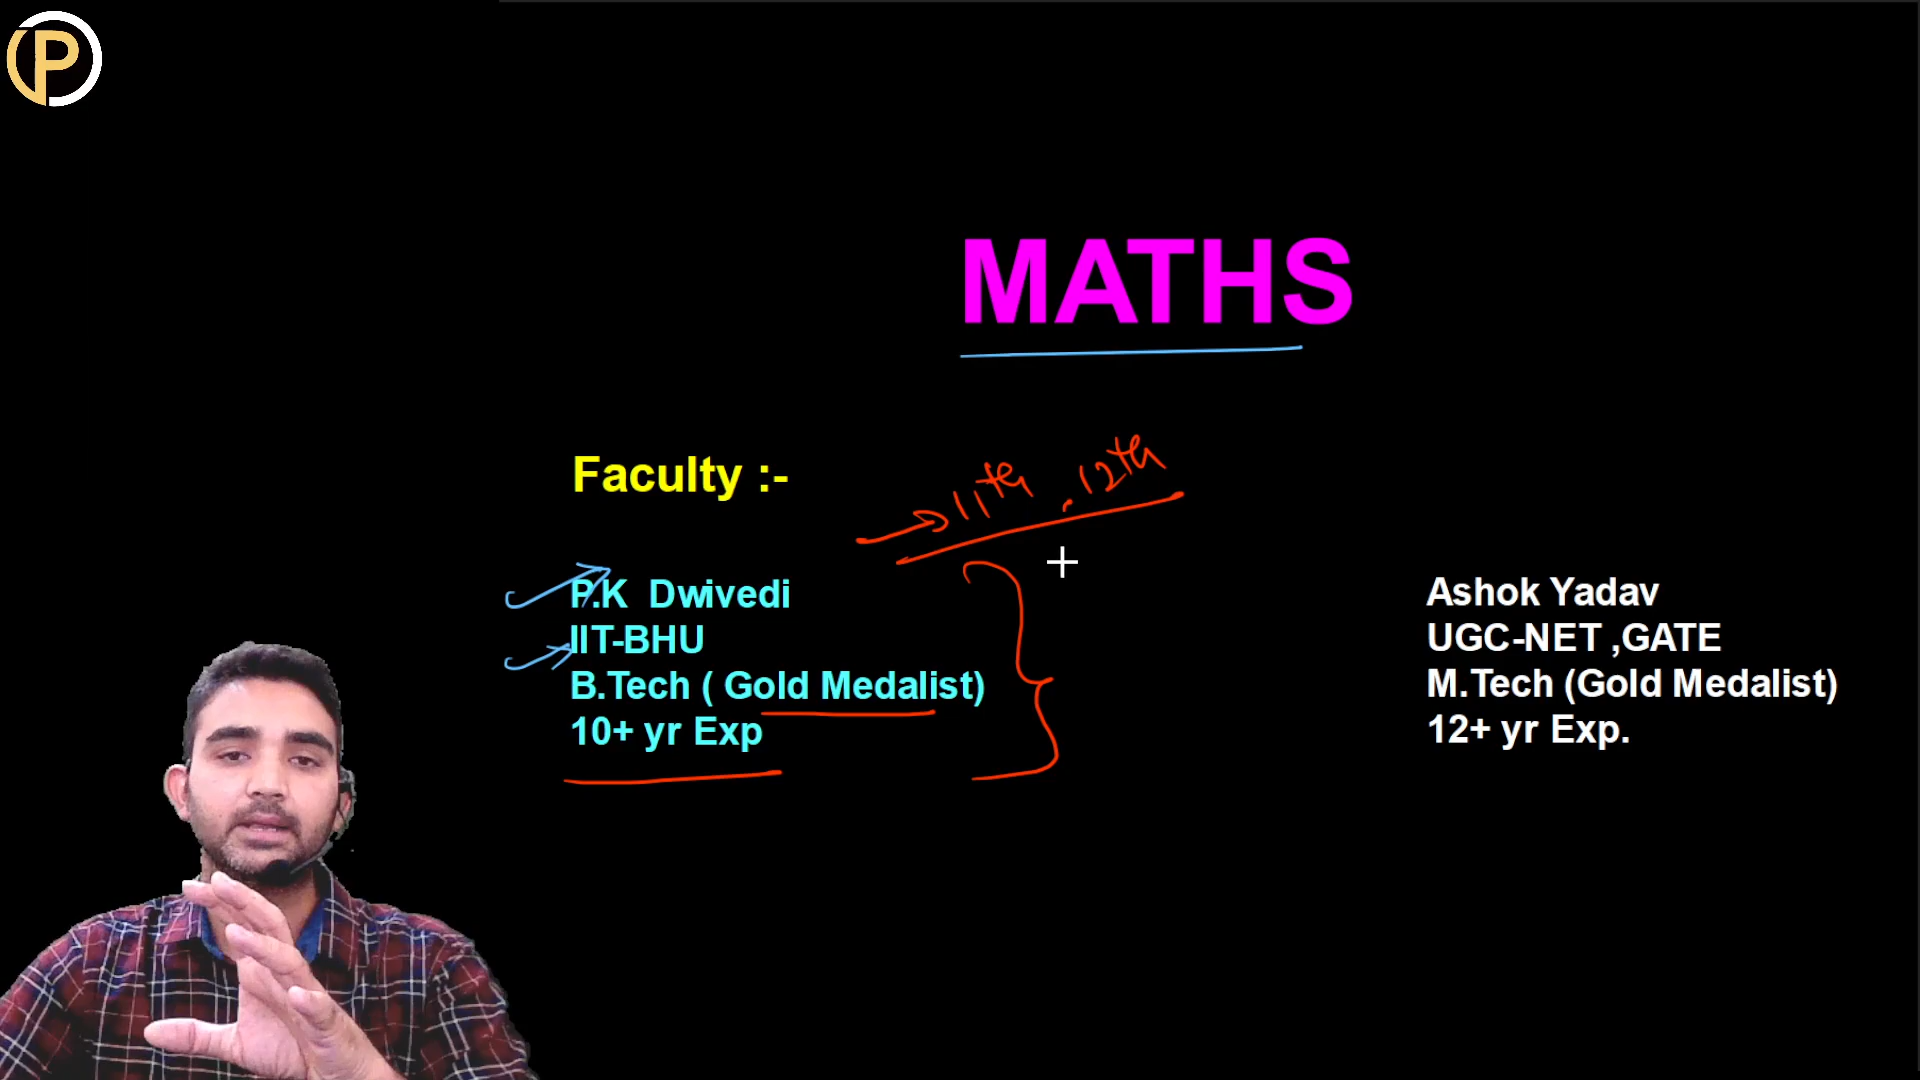 P
MATHS
Faculty :-
11th . 12th
P.K Dwivedi
IIT-BHU
B.Tech ( Gold Medalist)
10+ yr Exp
Ashok Yadav
UGC-NET ,GATE
M.Tech (Gold Medalist)
12+ yr Exp.